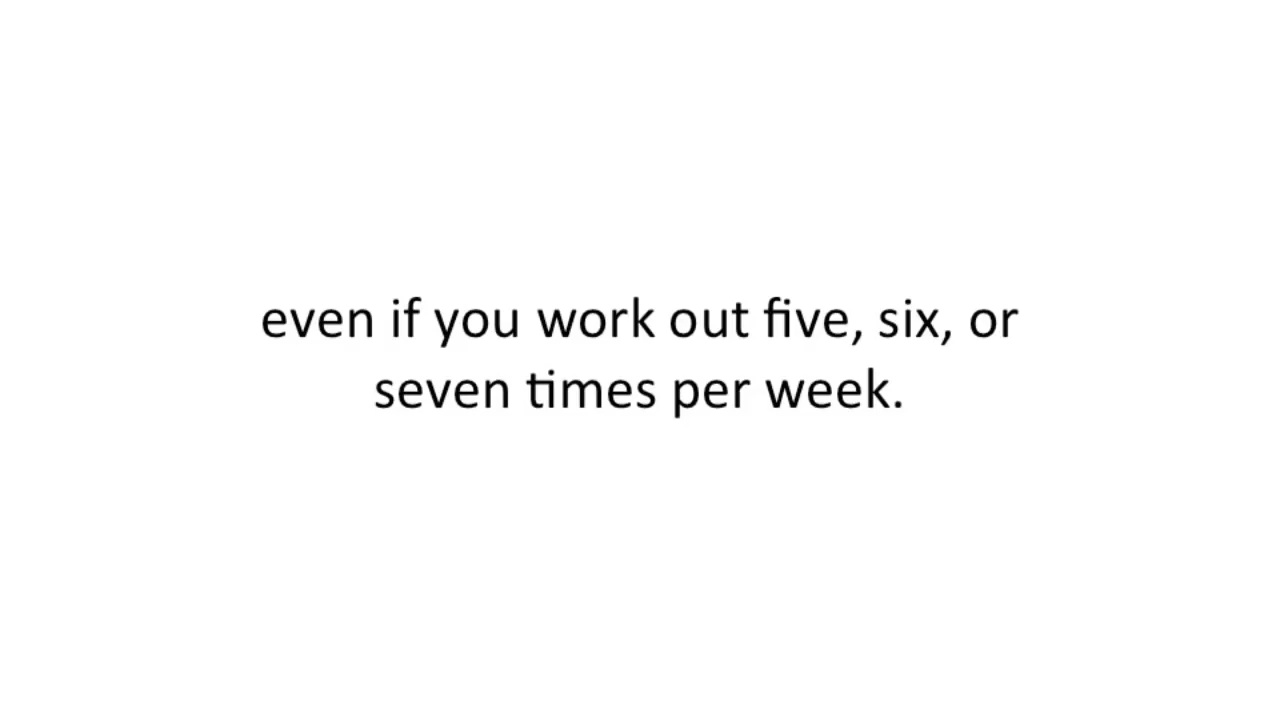 even if you work out five, six, or
seven times per week.